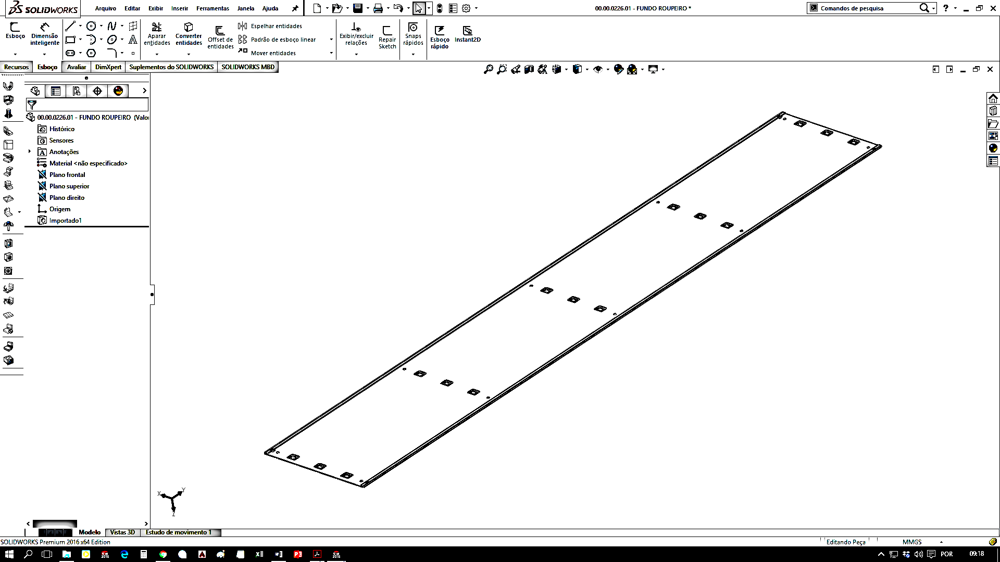 SOLIDWORKS Arquivo Editar Exibir Inserir Ferramentas Janela Ajuda 00.00.0226.01 - FUNDO ROUPEIRO * Comandos de pesquisa ?
Esboço Dimensão inteligente Aparar entidades Converter entidades Offset de entidades
Espelhar entidades
Padrão de esboço linear
Mover entidades
Exibir/excluir relações Repair Sketch Snaps rápidos Esboço rápido Instant2D
Recursos Esboço Avaliar DimXpert Suplementos do SOLIDWORKS SOLIDWORKS MBD
00.00.0226.01 - FUNDO ROUPEIRO (Valor
Histórico
Sensores
Anotações
Material <não especificado>
Plano frontal
Plano superior
Plano direito
Origem
Importado1
X Y
Z
Modelo Vistas 3D Estudo de movimento 1
SOLIDWORKS Premium 2016 x64 Edition Editando Peça MMGS
POR 09:18